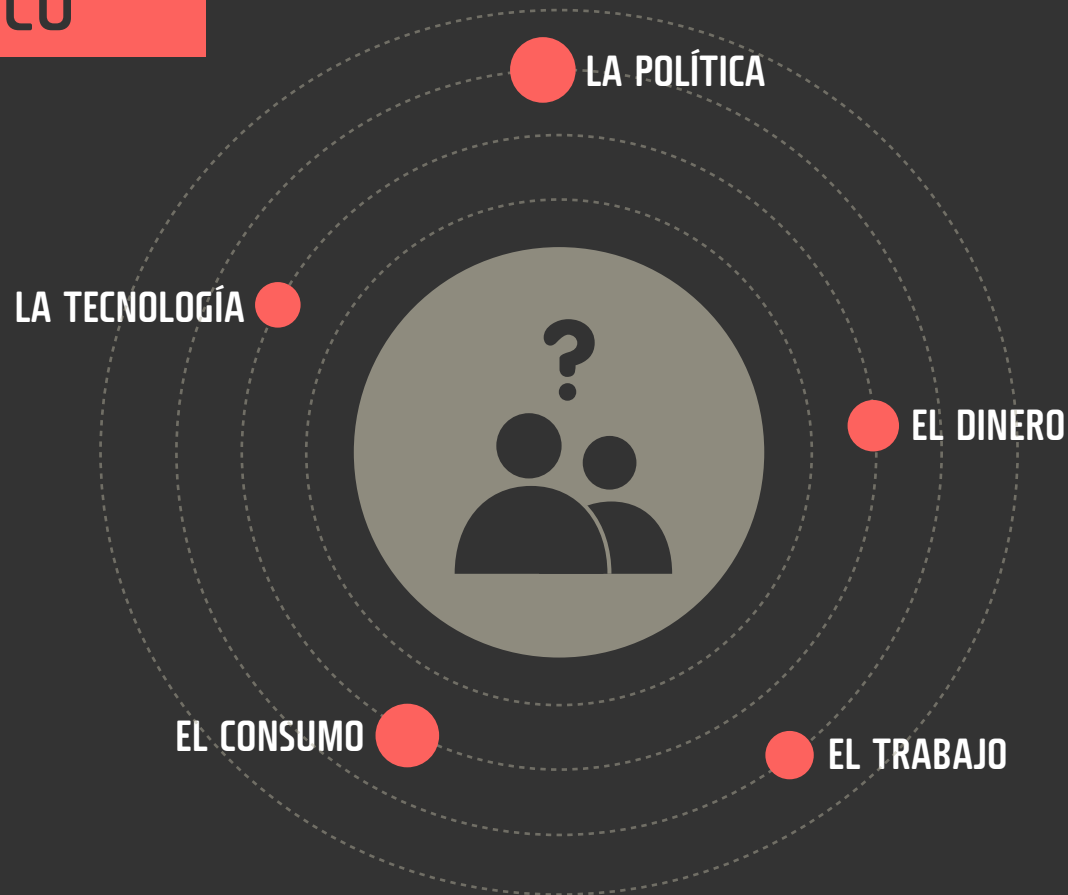 LA POLÍTICA
LA TECNOLOGÍA
EL DINERO
EL CONSUMO
EL TRABAJO